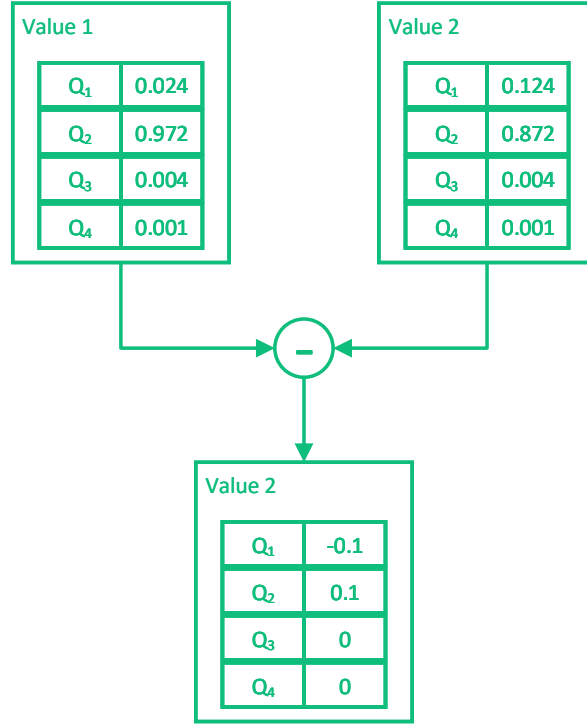 Value 1
Q₁ 0.024
Q₂ 0.972
Q₃ 0.004
Q₄ 0.001
Value 2
Q₁ 0.124
Q₂ 0.872
Q₃ 0.004
Q₄ 0.001
-
Value 2
Q₁ -0.1
Q₂ 0.1
Q₃ 0
Q₄ 0